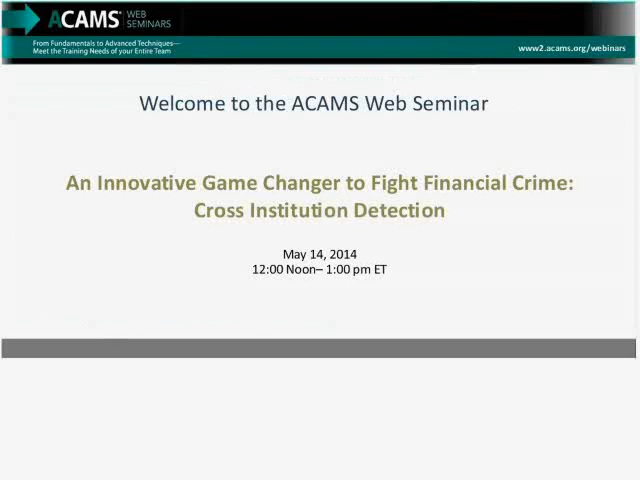 ACAMS® WEB SEMINARS
From Fundamentals to Advanced Techniques—
Meet the Training Needs of your Entire Team
www2.acams.org/webinars
Welcome to the ACAMS Web Seminar
An Innovative Game Changer to Fight Financial Crime:
Cross Institution Detection
May 14, 2014
12:00 Noon– 1:00 pm ET